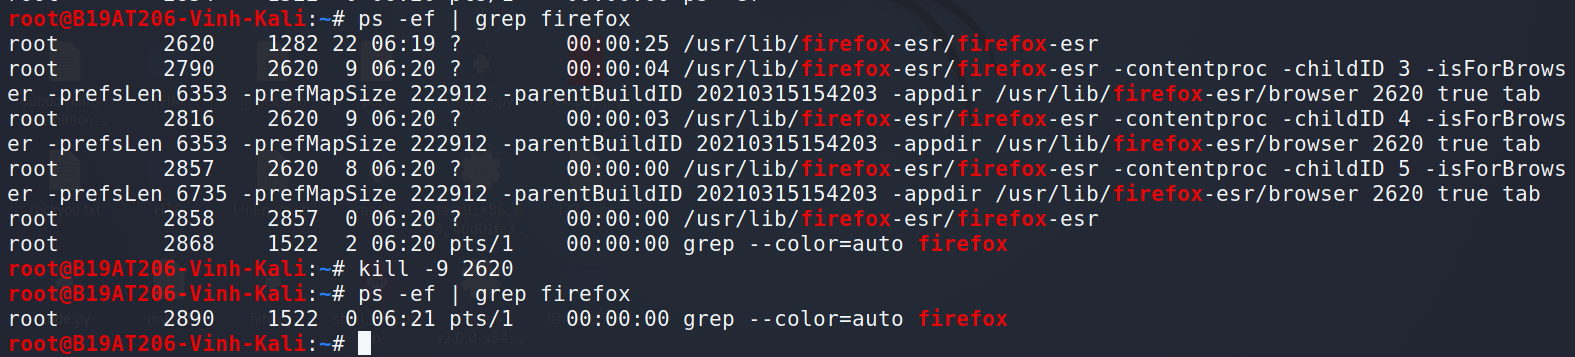 root@B19AT206-Vinh-Kali:~# ps -ef | grep firefox
root        2620    1282 22 06:19 ?        00:00:25 /usr/lib/firefox-esr/firefox-esr
root        2790    2620  9 06:20 ?        00:00:04 /usr/lib/firefox-esr/firefox-esr -contentproc -childID 3 -isForBrows
er -prefsLen 6353 -prefMapSize 222912 -parentBuildID 20210315154203 -appdir /usr/lib/firefox-esr/browser 2620 true tab
root        2816    2620  9 06:20 ?        00:00:03 /usr/lib/firefox-esr/firefox-esr -contentproc -childID 4 -isForBrows
er -prefsLen 6353 -prefMapSize 222912 -parentBuildID 20210315154203 -appdir /usr/lib/firefox-esr/browser 2620 true tab
root        2857    2620  8 06:20 ?        00:00:00 /usr/lib/firefox-esr/firefox-esr -contentproc -childID 5 -isForBrows
er -prefsLen 6735 -prefMapSize 222912 -parentBuildID 20210315154203 -appdir /usr/lib/firefox-esr/browser 2620 true tab
root        2858    2857  0 06:20 ?        00:00:00 /usr/lib/firefox-esr/firefox-esr
root        2868    1522  2 06:20 pts/1    00:00:00 grep --color=auto firefox
root@B19AT206-Vinh-Kali:~# kill -9 2620
root@B19AT206-Vinh-Kali:~# ps -ef | grep firefox
root        2890    1522  0 06:21 pts/1    00:00:00 grep --color=auto firefox
root@B19AT206-Vinh-Kali:~#